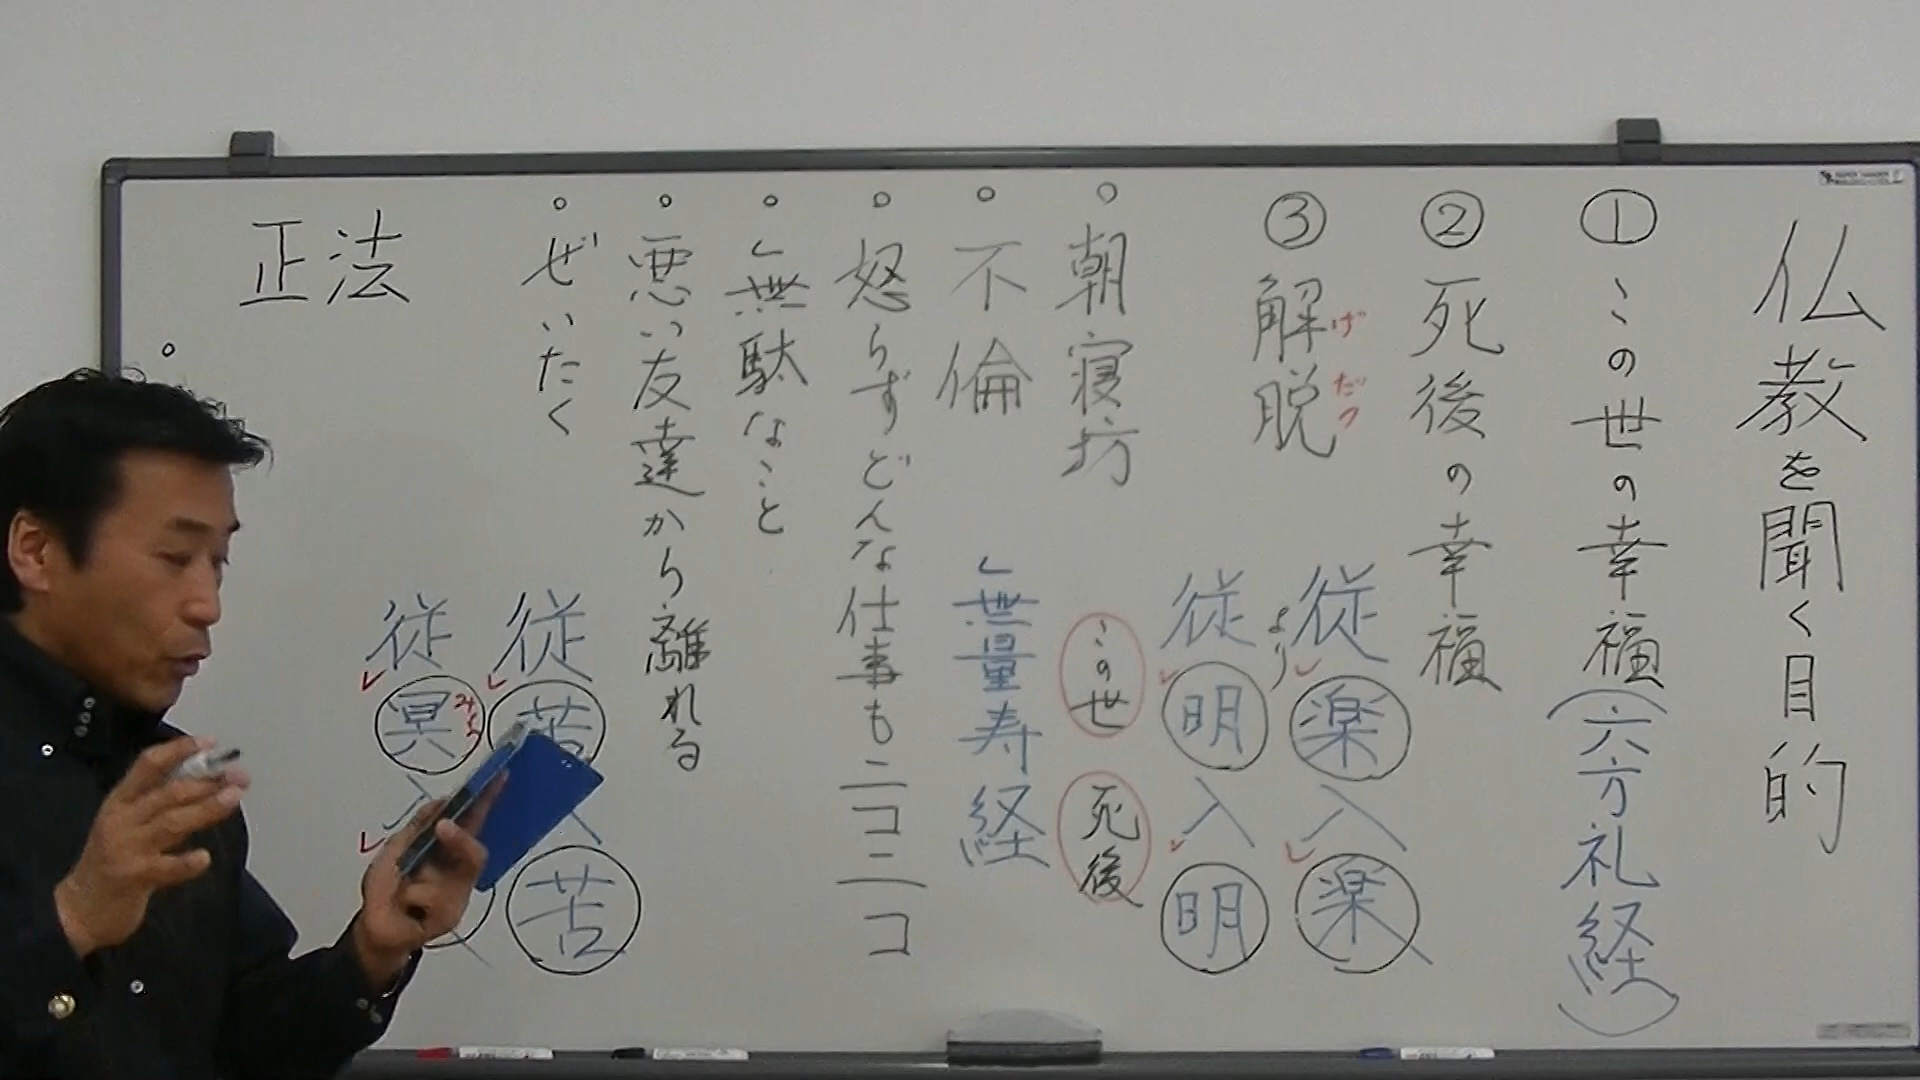 仏教を聞く目的
① この世の幸福(六方礼経)
② 死後の幸福
③ 解脱
げだつ
従楽入楽
より
従明入明
。朝寝坊
この世
死後
。不倫
無量寿経
。怒らずどんな仕事もニコニコ
。無駄なこと
。悪い友達から離れる
。ぜいたく
従苦入苦
従冥入
正法
。